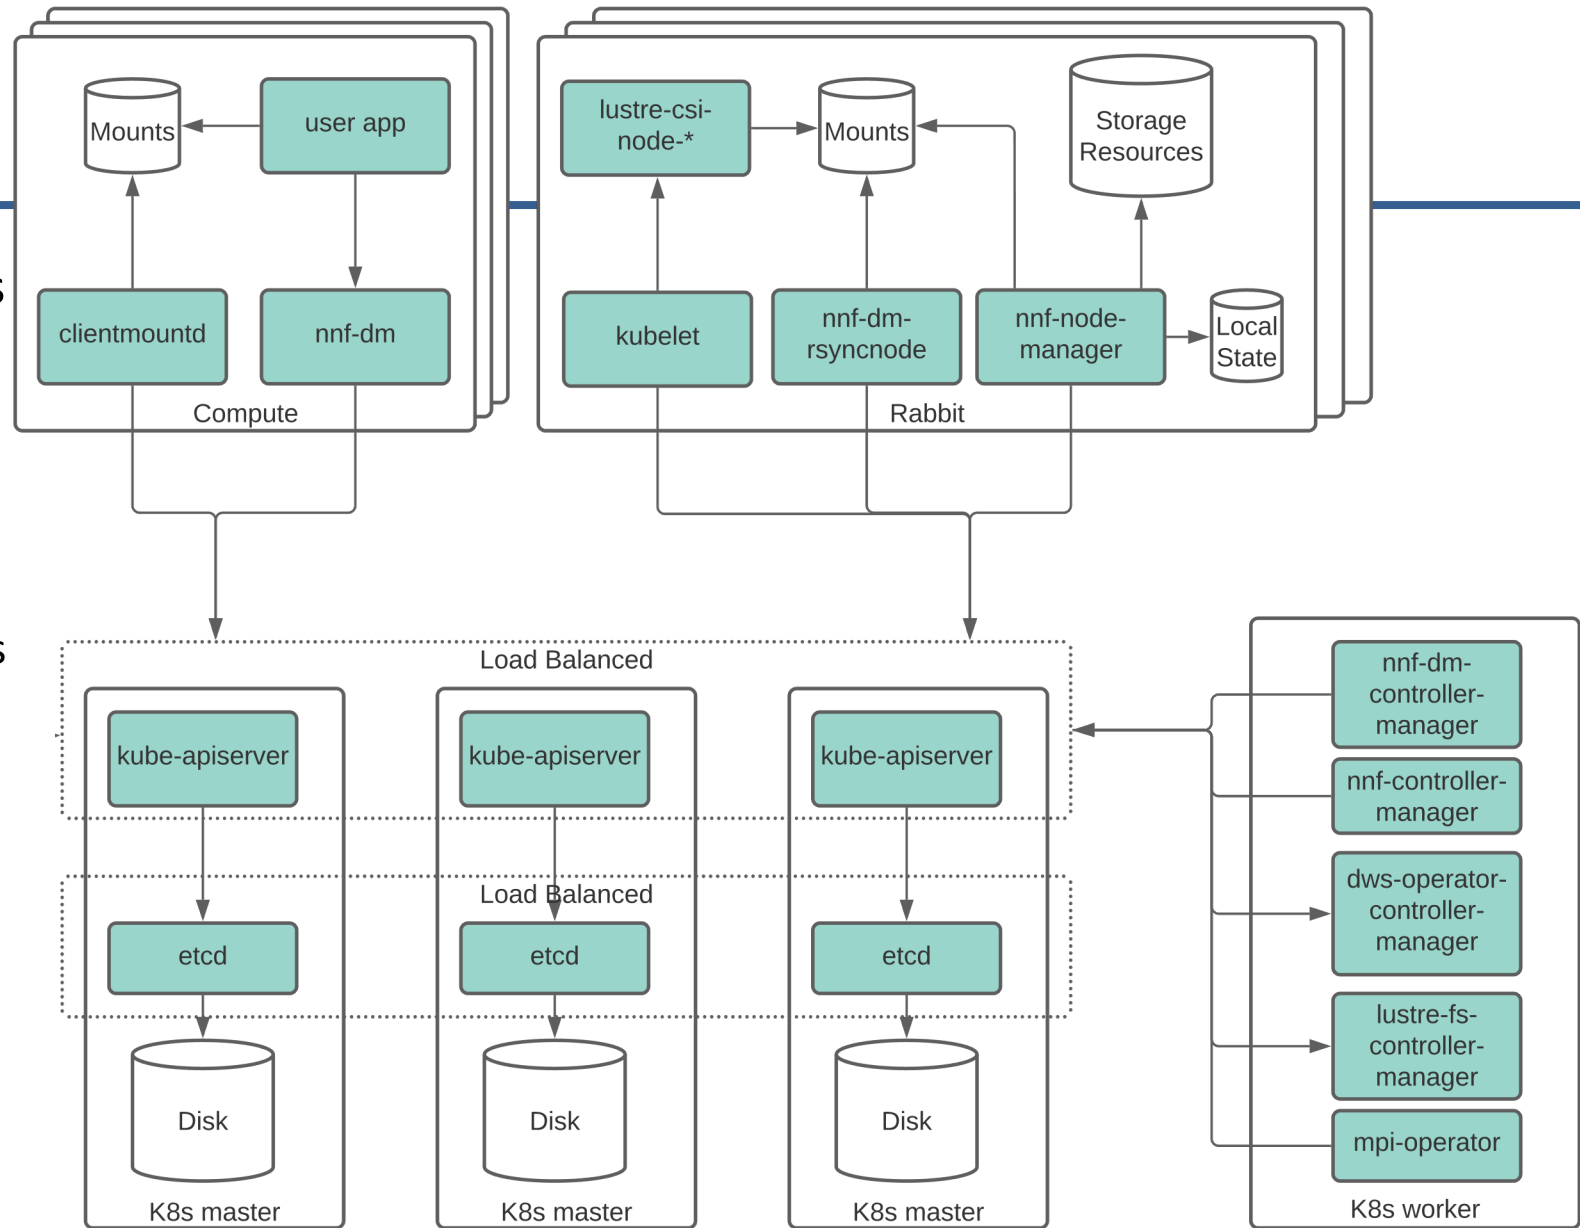 Mounts
user app
clientmountd
nnf-dm
Compute
lustre-csi-
node-*
Mounts
Storage
Resources
kubelet
nnf-dm-
rsyncnode
nnf-node-
manager
Local
State
Rabbit
s
s
Load Balanced
kube-apiserver
kube-apiserver
kube-apiserver
Load Balanced
etcd
etcd
etcd
Disk
Disk
Disk
K8s master
K8s master
K8s master
nnf-dm-
controller-
manager
nnf-controller-
manager
dws-operator-
controller-
manager
lustre-fs-
controller-
manager
mpi-operator
K8s worker